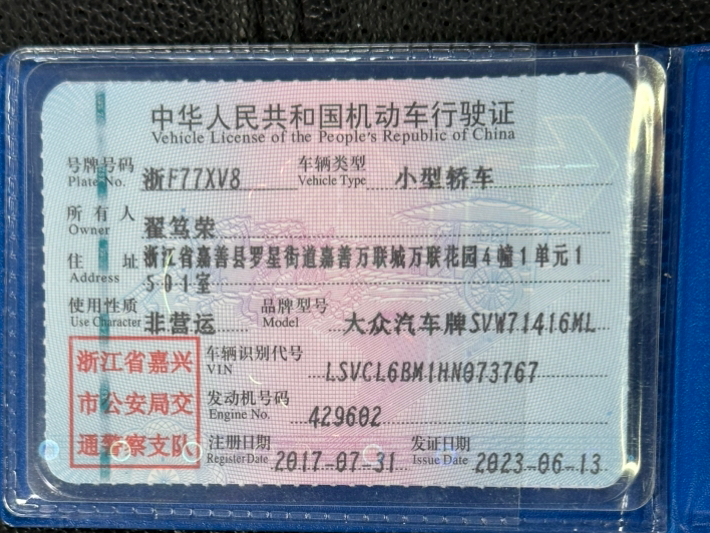 中华人民共和国机动车行驶证
Vehicle License of the People's Republic of China
号牌号码 浙F77XV8 车辆类型 小型轿车
Plate No. Vehicle Type
所有人 翟笃荣
Owner
住址 浙江省嘉善县罗星街道嘉善万联城万联花园4幢1单元1
Address 501室
使用性质 非营运 品牌型号 大众汽车牌SVW71416ML
Use Character Model
浙江省嘉兴
市公安局交
通警察支队
车辆识别代号 LSVCL6BM1HN073767
VIN
发动机号码 429602
Engine No.
注册日期 2017-07-31 发证日期 2023-06-13
Register Date Issue Date